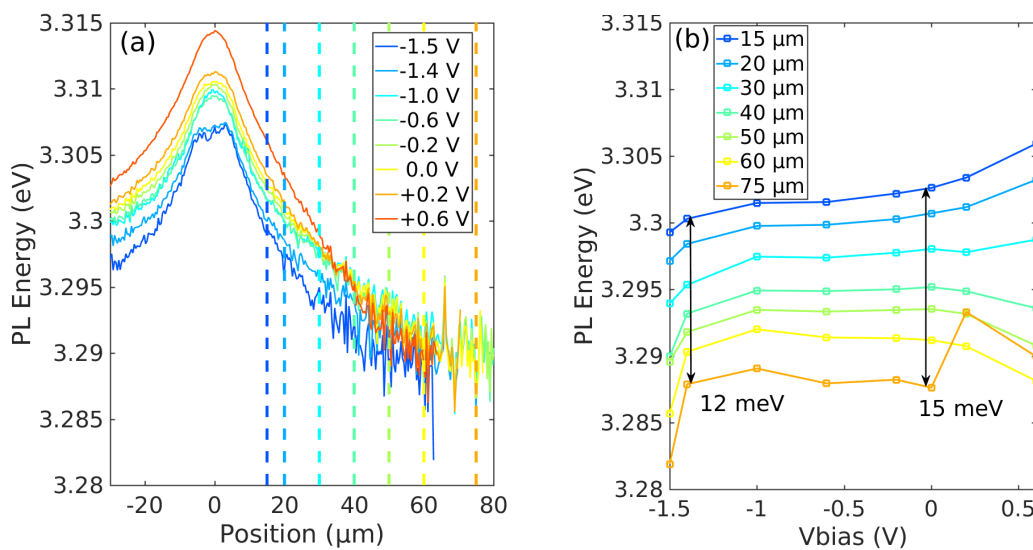 (a)
3.315
3.31
3.305
3.3
3.295
3.29
3.285
3.28
PL Energy (eV)
-1.5 V
-1.4 V
-1.0 V
-0.6 V
-0.2 V
0.0 V
+0.2 V
+0.6 V
-20 0 20 40 60 80
Position (µm)
(b)
3.315
3.31
3.305
3.3
3.295
3.29
3.285
3.28
PL Energy (eV)
15 µm
20 µm
30 µm
40 µm
50 µm
60 µm
75 µm
12 meV
15 meV
-1.5 -1 -0.5 0 0.5
Vbias (V)